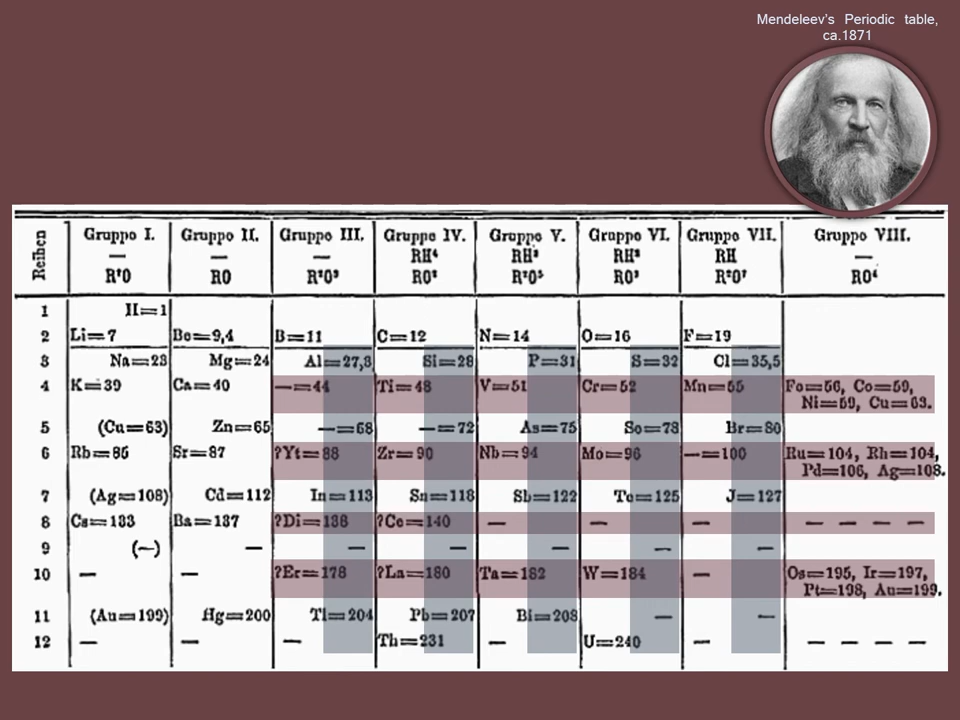 Mendeleev's Periodic table,
ca.1871
Reihen
Gruppo I. Gruppo II. Gruppo III. Gruppo IV. Gruppo V. Gruppo VI. Gruppo VII. Gruppo VIII.
— — — RH⁴ RH³ RH² RH —
R²O RO R²O³ RO² R²O⁵ RO³ R²O⁷ RO⁴
1 H=1
2 Li=7 Be=9,4 B=11 C=12 N=14 O=16 F=19
3 Na=23 Mg=24 Al=27,3 Si=28 P=31 S=32 Cl=35,5
4 K=39 Ca=40 —=44 Ti=48 V=51 Cr=52 Mn=55 Fo=56, Co=59,
Ni=59, Cu=63.
5 (Cu=63) Zn=65 —=68 —=72 As=75 So=78 Br=80
6 Rb=85 Sr=87 ?Yt=88 Zr=90 Nb=94 Mo=96 —=100 Ru=104, Rh=104,
Pd=106, Ag=108.
7 (Ag=108) Cd=112 In=113 Sn=118 Sb=122 Te=125 J=127
8 Cs=133 Ba=137 ?Di=138 ?Ce=140 — — — — — — —
9 (—) — — — — — —
10 — — ?Er=178 ?La=180 Ta=182 W=184 — Os=195, Ir=197,
Pt=198, Au=199.
11 (Au=199) Hg=200 Tl=204 Pb=207 Bi=208 — —
12 — — — Th=231 — U=240 — — — — —